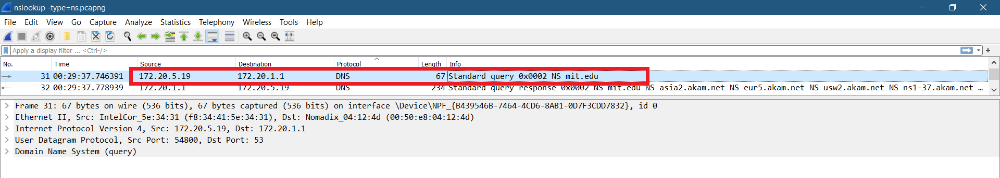 nslookup -type=ns.pcapng
File Edit View Go Capture Analyze Statistics Telephony Wireless Tools Help
Apply a display filter ... <Ctrl-/>
No. Time Source Destination Protocol Length Info
31 00:29:37.746391 172.20.5.19 172.20.1.1 DNS 67 Standard query 0x0002 NS mit.edu
32 00:29:37.778939 172.20.1.1 172.20.5.19 DNS 234 Standard query response 0x0002 NS mit.edu NS asia2.akam.net NS eur5.akam.net NS usw2.akam.net NS ns1-37.akam.net …
Frame 31: 67 bytes on wire (536 bits), 67 bytes captured (536 bits) on interface \Device\NPF_{B439546B-7464-4CD6-8AB1-0D7F3CDD7832}, id 0
Ethernet II, Src: IntelCor_5e:34:31 (f8:34:41:5e:34:31), Dst: Nomadix_04:12:4d (00:50:e8:04:12:4d)
Internet Protocol Version 4, Src: 172.20.5.19, Dst: 172.20.1.1
User Datagram Protocol, Src Port: 54800, Dst Port: 53
Domain Name System (query)